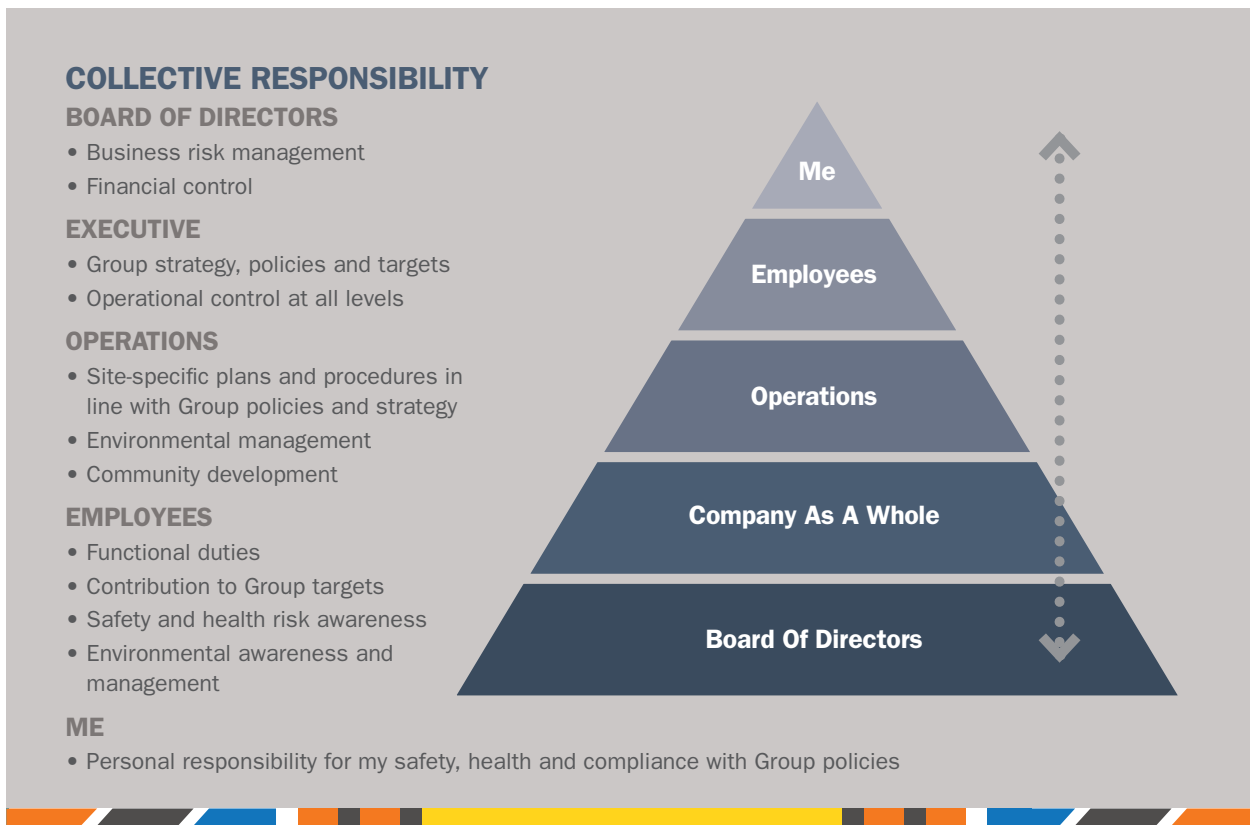 COLLECTIVE RESPONSIBILITY
BOARD OF DIRECTORS
• Business risk management
• Financial control
EXECUTIVE
• Group strategy, policies and targets
• Operational control at all levels
OPERATIONS
• Site-specific plans and procedures in
line with Group policies and strategy
• Environmental management
• Community development
EMPLOYEES
• Functional duties
• Contribution to Group targets
• Safety and health risk awareness
• Environmental awareness and
management
ME
• Personal responsibility for my safety, health and compliance with Group policies
Me
Employees
Operations
Company As A Whole
Board Of Directors